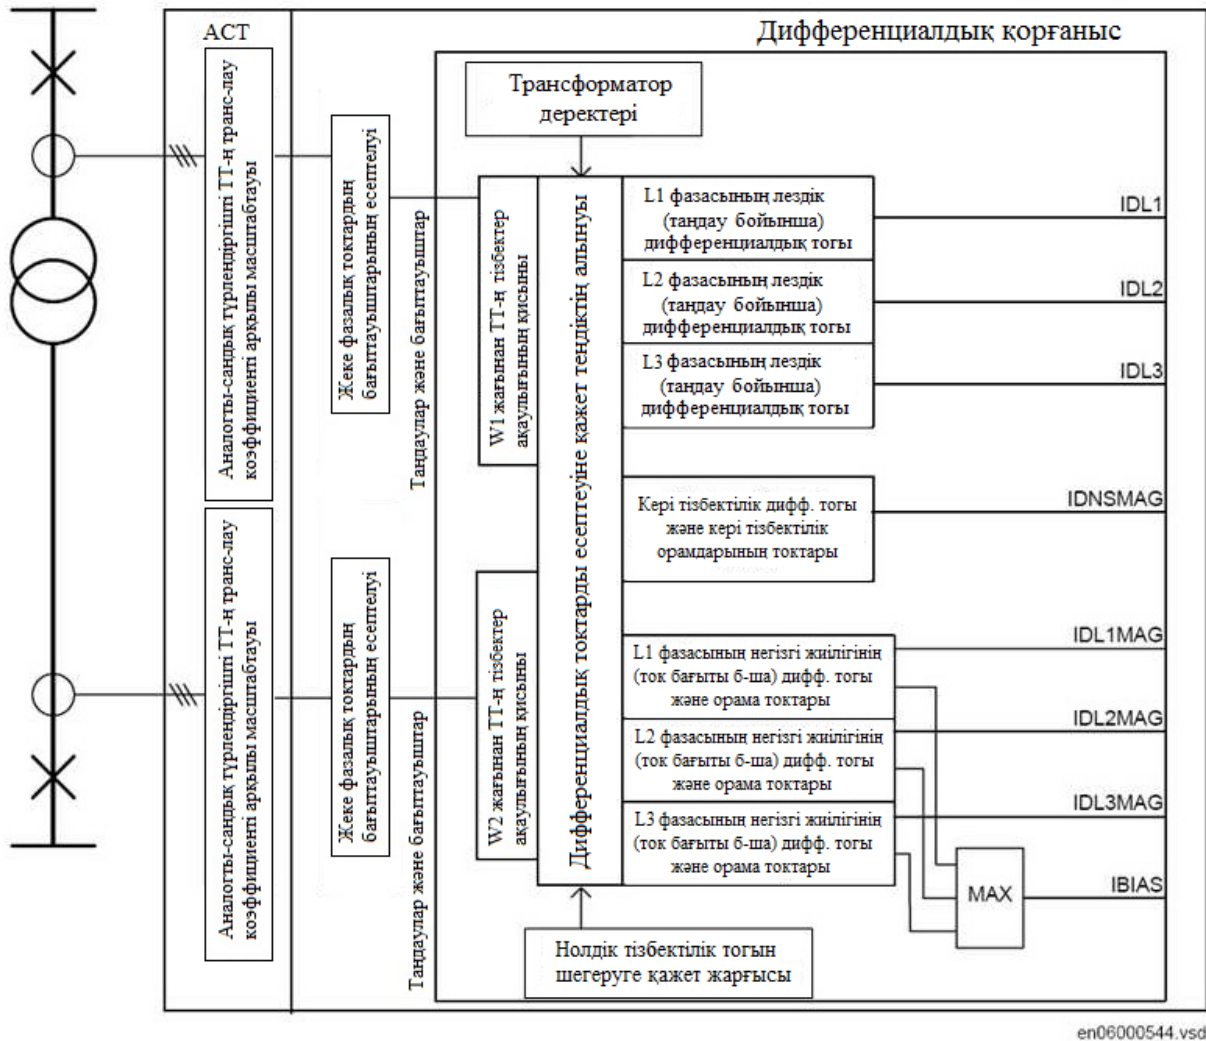 АСТ
Дифференциалдық қорғаныс
Трансформатор
деректері
Аналогты-сандық түрлендіргішті ТТ-ң транс-лау
коэффициенті арқылы масштабтауы
Жеке фазалық токтардың
бағыттауыштарының есептелуі
Таңдаулар және бағыттауыштар
W1 жағынан ТТ-ң тізбектер
ақаулығының қисыны
Дифференциалдық токтарды есептеуіне қажет теңдіктің алынуы
L1 фазасының лездік
(таңдау бойынша)
дифференциалдық тогы
IDL1
L2 фазасының лездік
(таңдау бойынша)
дифференциалдық тогы
IDL2
L3 фазасының лездік
(таңдау бойынша)
дифференциалдық тогы
IDL3
Кері тізбектілік дифф. тогы
және кері тізбектілік
орамдарының токтары
IDNSMAG
Аналогты-сандық түрлендіргішті ТТ-ң транс-лау
коэффициенті арқылы масштабтауы
Жеке фазалық токтардың
бағыттауыштарының есептелуі
Таңдаулар және бағыттауыштар
W2 жағынан ТТ-ң тізбектер
ақаулығының қисыны
L1 фазасының негізгі жиілігінің
(ток бағыты б-ша) дифф. тогы
және орама токтары
IDL1MAG
L2 фазасының негізгі жиілігінің
(ток бағыты б-ша) дифф. тогы
және орама токтары
IDL2MAG
L3 фазасының негізгі жиілігінің
(ток бағыты б-ша) дифф. тогы
және орама токтары
IDL3MAG
MAX
IBIAS
Нолдік тізбектілік тогын
шегеруге қажет жарғысы
en06000544.vsd